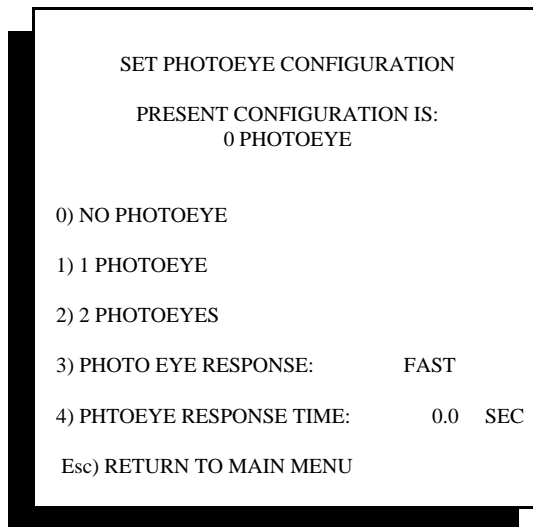 SET PHOTOEYE CONFIGURATION
PRESENT CONFIGURATION IS:
0 PHOTOEYE
0) NO PHOTOEYE
1) 1 PHOTOEYE
2) 2 PHOTOEYES
3) PHOTO EYE RESPONSE: FAST
4) PHTOEYE RESPONSE TIME: 0.0 SEC
Esc) RETURN TO MAIN MENU